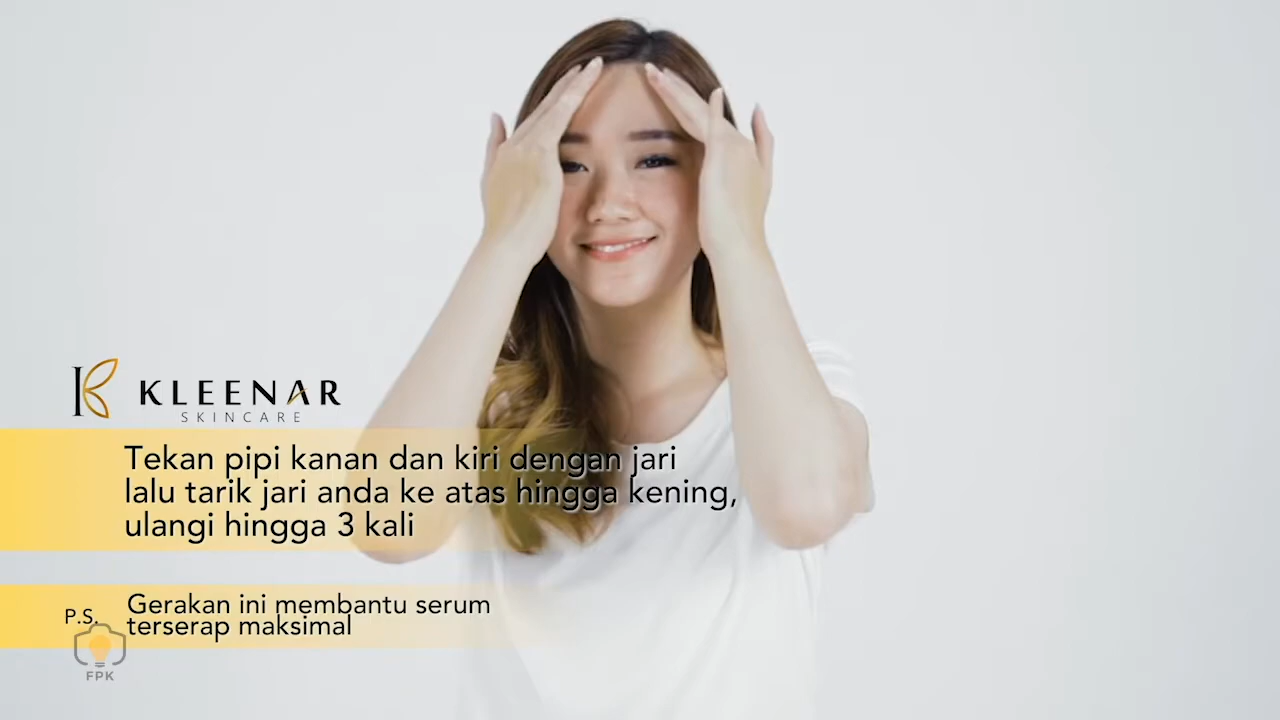 KLEENAR
SKINCARE
Tekan pipi kanan dan kiri dengan jari
lalu tarik jari anda ke atas hingga kening,
ulangi hingga 3 kali
P.S. Gerakan ini membantu serum
terserap maksimal
FPK